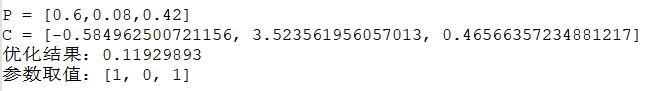 P = [0.6,0.08,0.42]
C = [-0.584962500721156, 3.523561956057013, 0.46566357234881217]
优化结果：0.11929893
参数取值：[1, 0, 1]